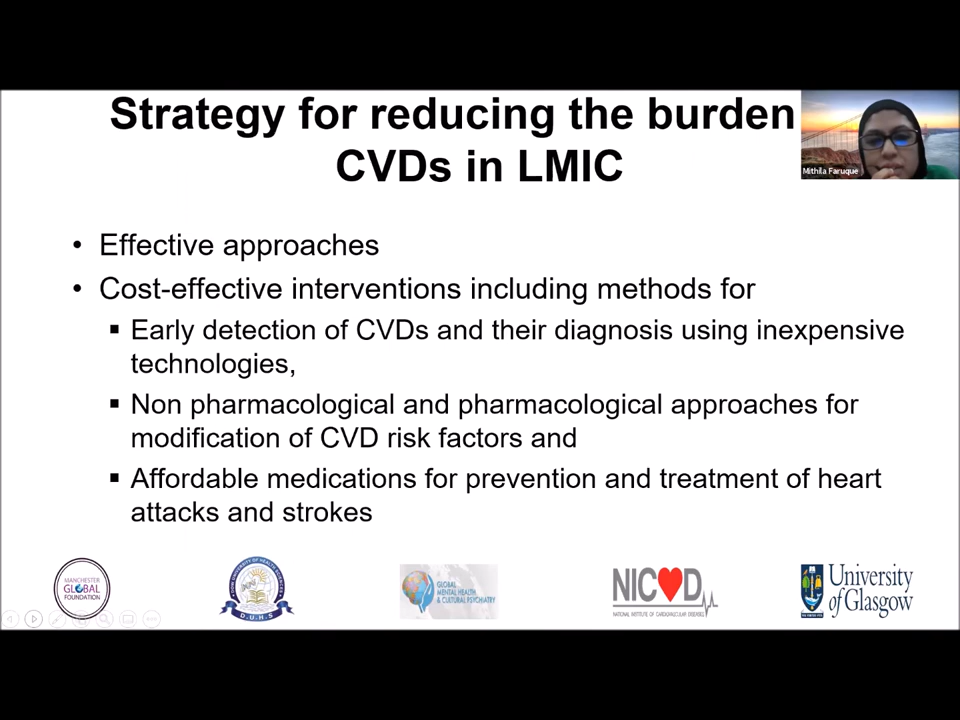 Strategy for reducing the burden
CVDs in LMIC
Mithila Faruque
• Effective approaches
• Cost-effective interventions including methods for
▪ Early detection of CVDs and their diagnosis using inexpensive
technologies,
▪ Non pharmacological and pharmacological approaches for
modification of CVD risk factors and
▪ Affordable medications for prevention and treatment of heart
attacks and strokes
MANCHESTER
GLOBAL
FOUNDATION
D.U.H.S
GLOBAL
MENTAL HEALTH
& CULTURAL PSYCHIATRY
NICVD
NATIONAL INSTITUTE OF CARDIOVASCULAR DISEASES
University
of Glasgow